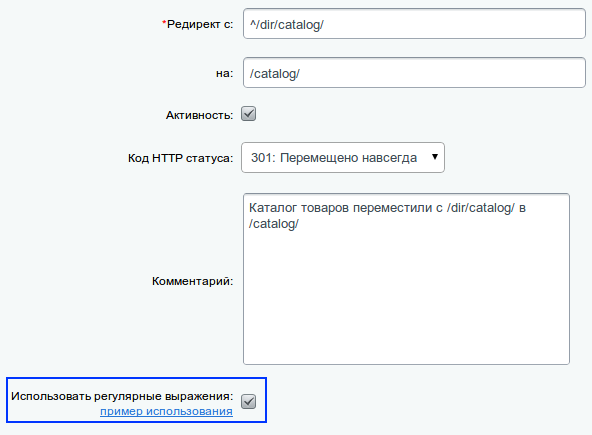 *Редирект с: ^/dir/catalog/
на: /catalog/
Активность:
Код HTTP статуса: 301: Перемещено навсегда
Каталог товаров переместили с /dir/catalog/ в
/catalog/
Комментарий:
Использовать регулярные выражения:
пример использования